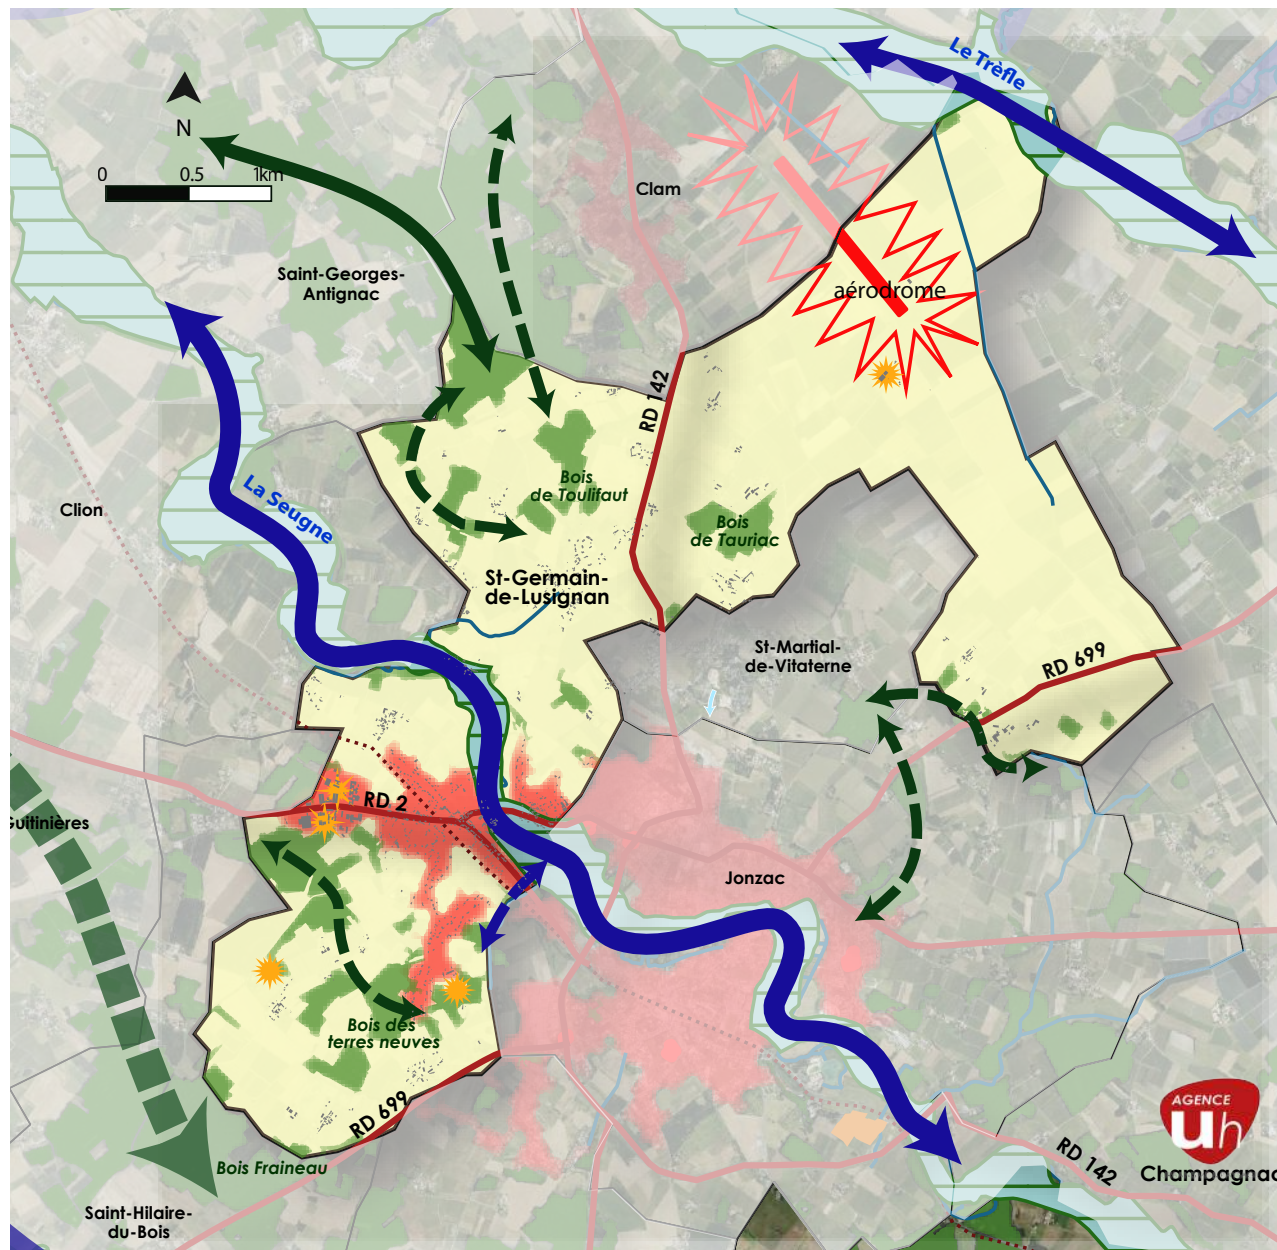 Le Trèfle
N
0 0.5 1km
Clam
Saint-Georges-
Antignac
aérodrome
RD 142
Clion
La Seugne
Bois
de Toulifaut
Bois
de Tauriac
St-Germain-
de-Lusignan
St-Martial-
de-Vitaterne
RD 699
RD 2
Guitinières
Jonzac
Bois des
terres neuves
RD 699
Bois Fraineau
AGENCE
uh
RD 142
Champagnac
Saint-Hilaire-
du-Bois